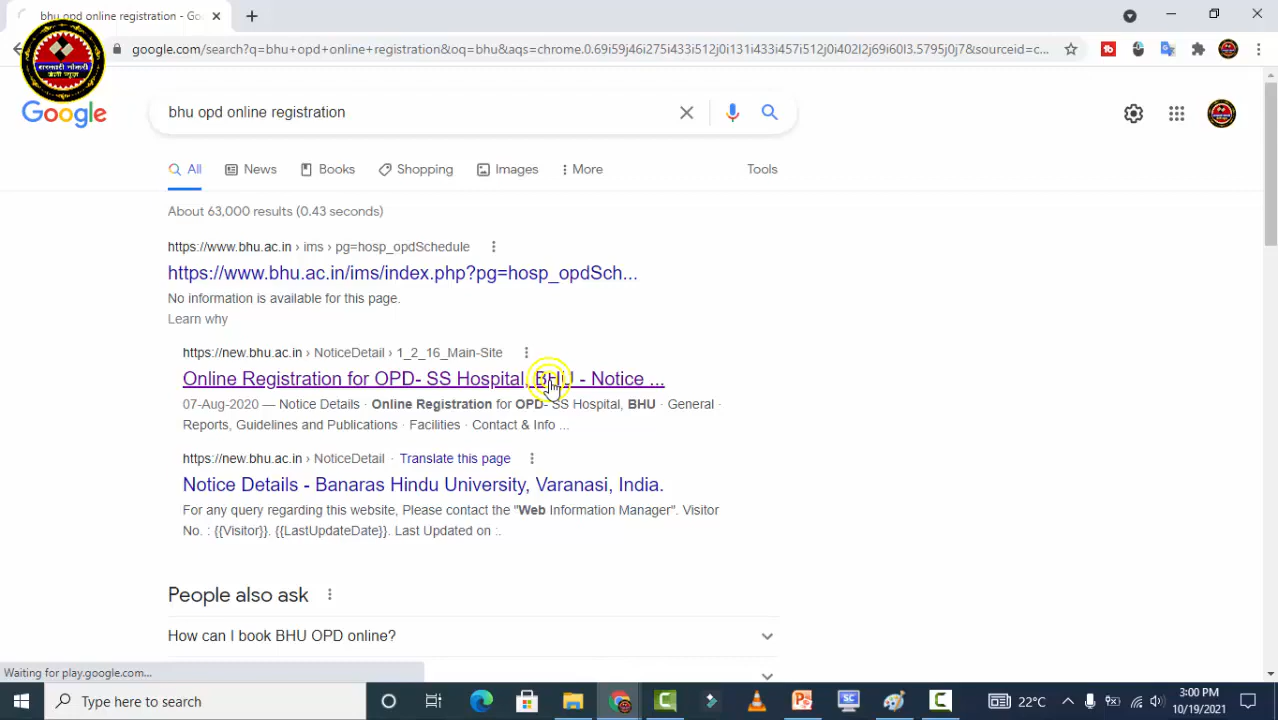 bhu opd online registration - Goo
google.com/search?q=bhu+opd+online+registration&oq=bhu&aqs=chrome.0.69i59j46i275i433i512j0i131i433i457i512j0i402l2j69i60l3.5795j0j7&sourceid=c...
सरकारी नौकरी
डेली न्यूज़
Google
bhu opd online registration
All
News
Books
Shopping
Images
More
Tools
About 63,000 results (0.43 seconds)
https://www.bhu.ac.in › ims › pg=hosp_opdSchedule
https://www.bhu.ac.in/ims/index.php?pg=hosp_opdSch...
No information is available for this page.
Learn why
https://new.bhu.ac.in › NoticeDetail › 1_2_16_Main-Site
Online Registration for OPD- SS Hospital, BHU - Notice ...
07-Aug-2020 — Notice Details · Online Registration for OPD- SS Hospital, BHU · General ·
Reports, Guidelines and Publications · Facilities · Contact & Info ...
https://new.bhu.ac.in › NoticeDetail · Translate this page
Notice Details - Banaras Hindu University, Varanasi, India.
For any query regarding this website, Please contact the "Web Information Manager". Visitor
No. : {{Visitor}}. {{LastUpdateDate}}. Last Updated on :.
People also ask
How can I book BHU OPD online?
Waiting for play.google.com...
Type here to search
22°C
3:00 PM
10/19/2021